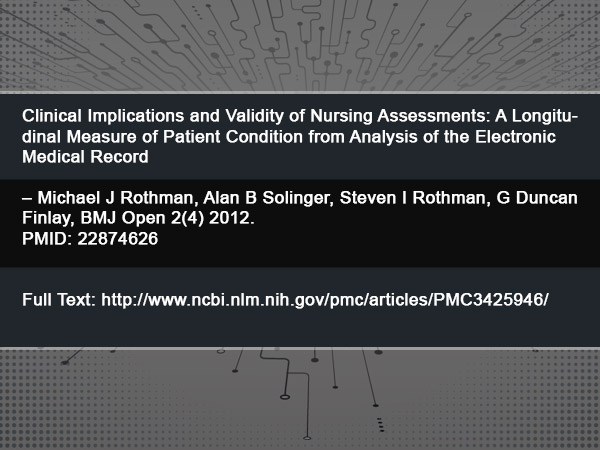 Clinical Implications and Validity of Nursing Assessments: A Longitu-
dinal Measure of Patient Condition from Analysis of the Electronic
Medical Record
– Michael J Rothman, Alan B Solinger, Steven I Rothman, G Duncan
Finlay, BMJ Open 2(4) 2012.
PMID: 22874626
Full Text: http://www.ncbi.nlm.nih.gov/pmc/articles/PMC3425946/